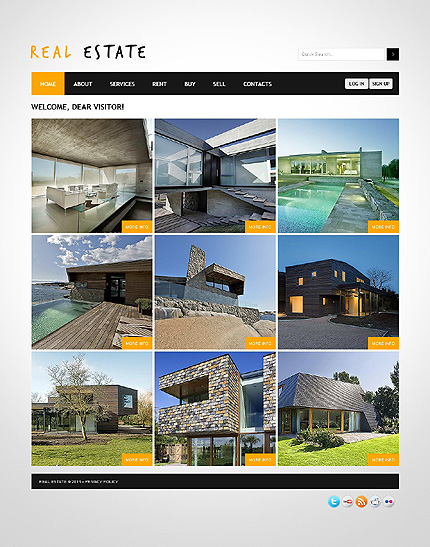 REAL ESTATE
Quick Search...
HOME ABOUT SERVICES RENT BUY SELL CONTACTS LOG IN SIGN UP
WELCOME, DEAR VISITOR!
MORE INFO MORE INFO MORE INFO
MORE INFO MORE INFO MORE INFO
MORE INFO MORE INFO MORE INFO
REAL ESTATE © 2013 • PRIVACY POLICY